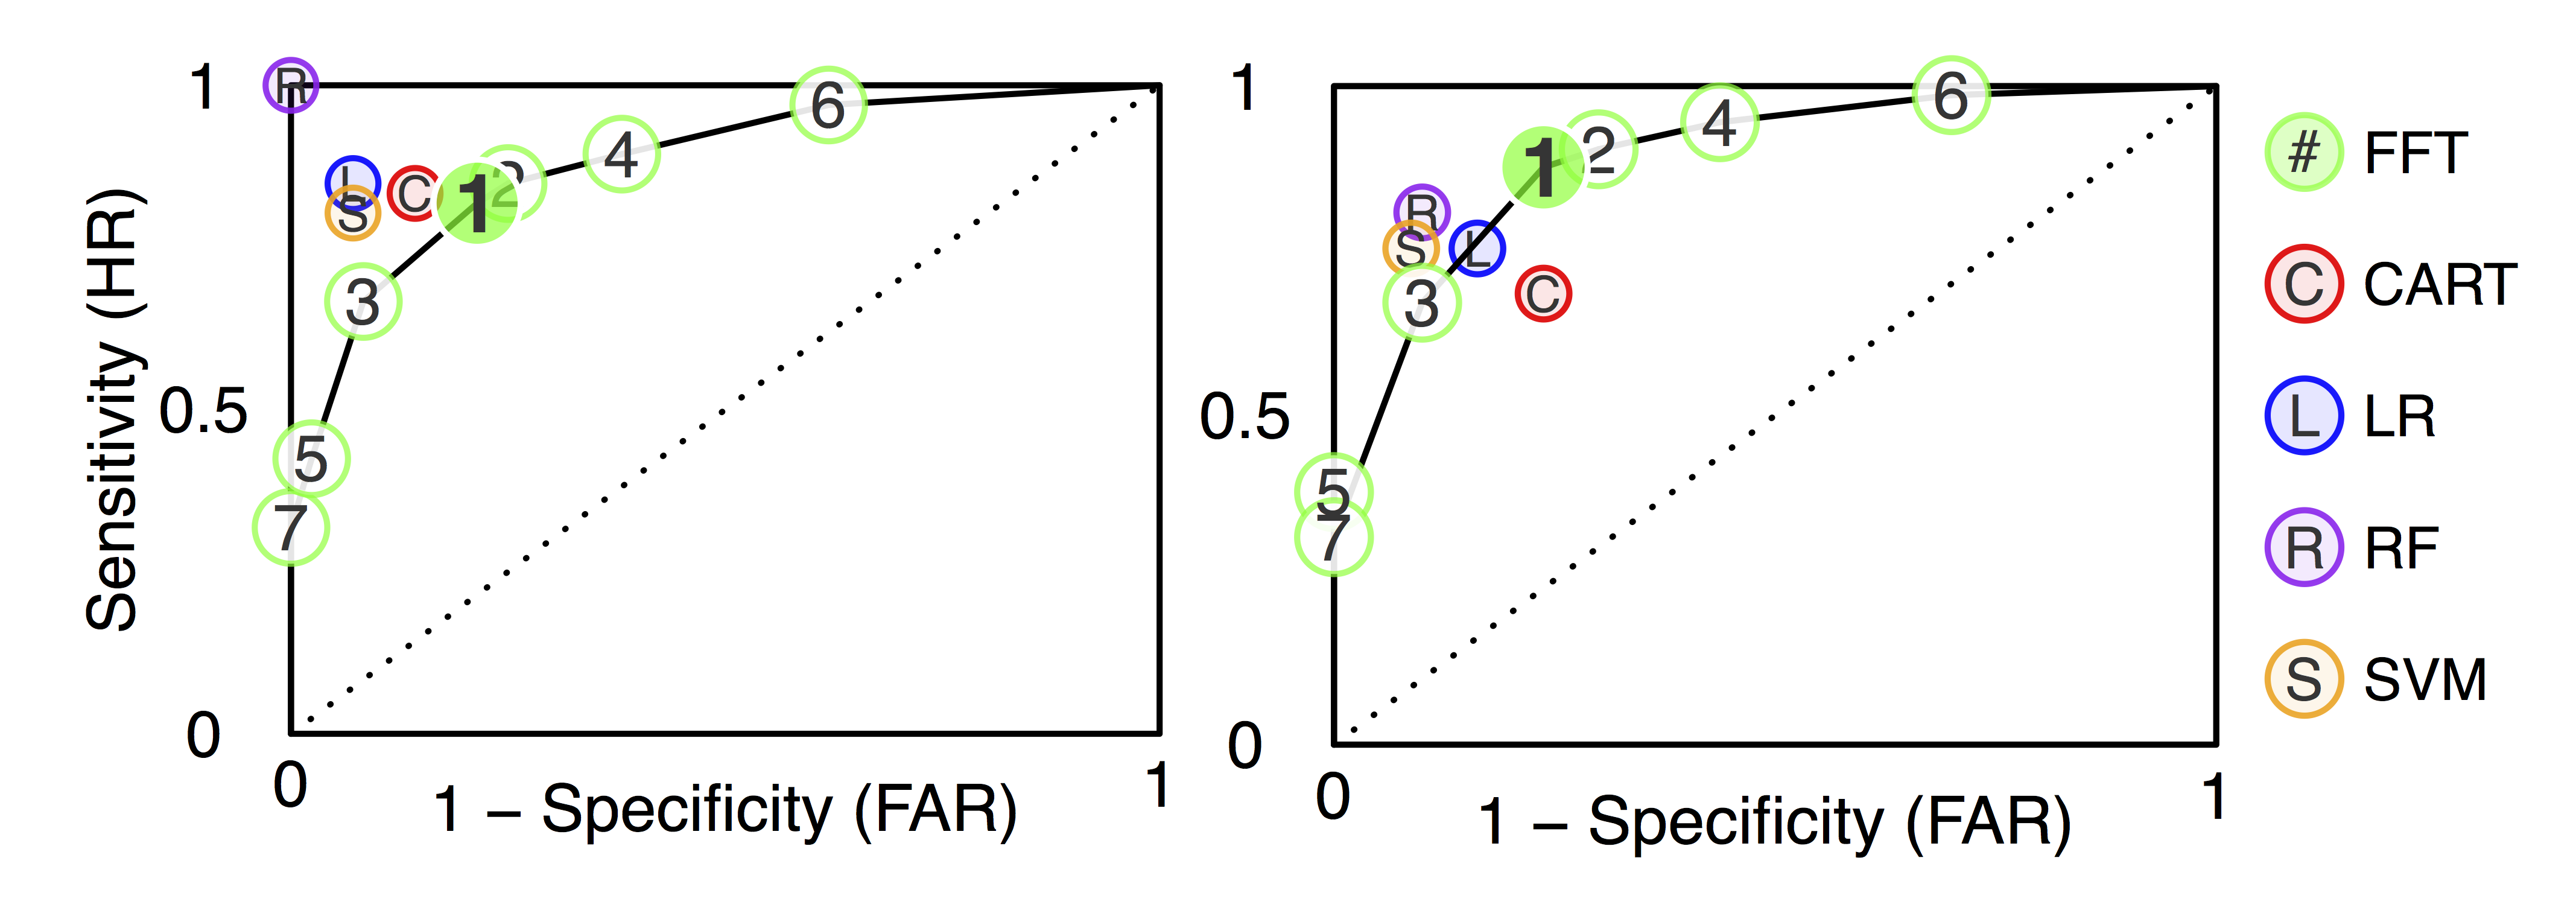 1
0.5
0
Sensitivity (HR)
R
L
S
C
1
2
3
4
5
6
7
0
1
1 – Specificity (FAR)
1
0.5
0
R
S
L
C
1
2
3
4
5
6
7
0
1
1 – Specificity (FAR)
# FFT
C CART
L LR
R RF
S SVM